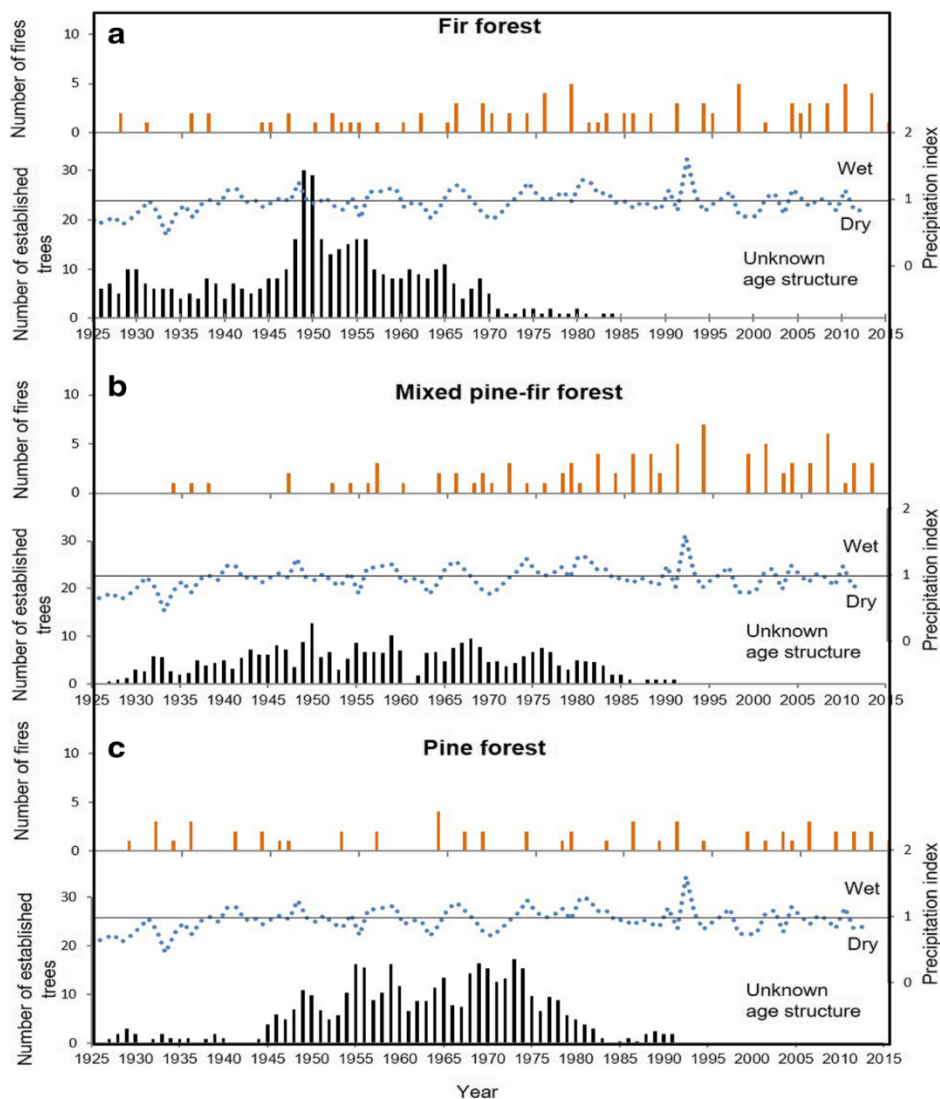 a
Fir forest
Number of fires
10
5
0
2
Wet
1
Dry
0
Precipitation index
Number of established
trees
30
20
10
0
Unknown
age structure
1925 1930 1935 1940 1945 1950 1955 1960 1965 1970 1975 1980 1985 1990 1995 2000 2005 2010 2015
b
Mixed pine-fir forest
Number of fires
10
5
0
2
Wet
1
Dry
0
Precipitation index
Number of established
trees
30
20
10
0
Unknown
age structure
1925 1930 1935 1940 1945 1950 1955 1960 1965 1970 1975 1980 1985 1990 1995 2000 2005 2010 2015
c
Pine forest
Number of fires
10
5
0
2
Wet
1
Dry
0
Precipitation index
Number of established
trees
30
20
10
0
Unknown
age structure
1925 1930 1935 1940 1945 1950 1955 1960 1965 1970 1975 1980 1985 1990 1995 2000 2005 2010 2015
Year